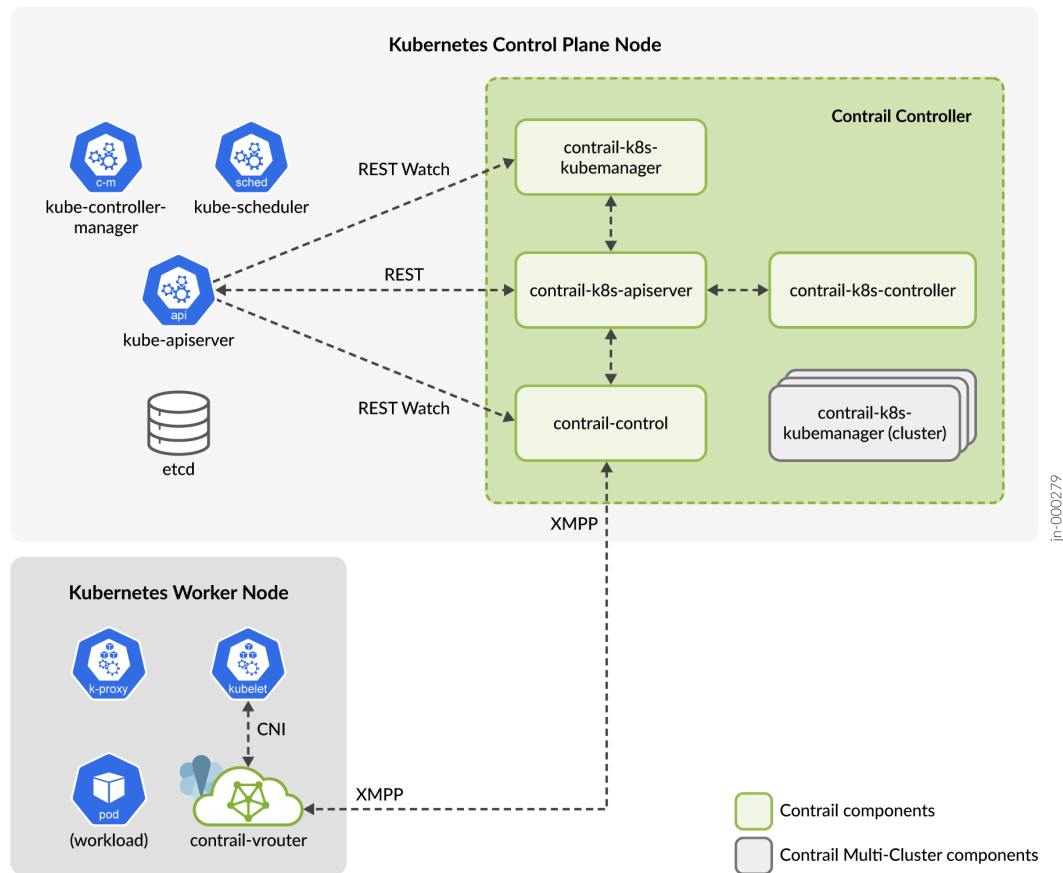 Kubernetes Control Plane Node
Contrail Controller
c-m
kube-controller-
manager
sched
kube-scheduler
REST Watch
contrail-k8s-
kubemanager
api
kube-apiserver
REST
contrail-k8s-apiserver
contrail-k8s-controller
etcd
REST Watch
contrail-control
contrail-k8s-
kubemanager (cluster)
XMPP
jn-000279
Kubernetes Worker Node
k-proxy
kubelet
CNI
pod
(workload)
contrail-vrouter
XMPP
Contrail components
Contrail Multi-Cluster components